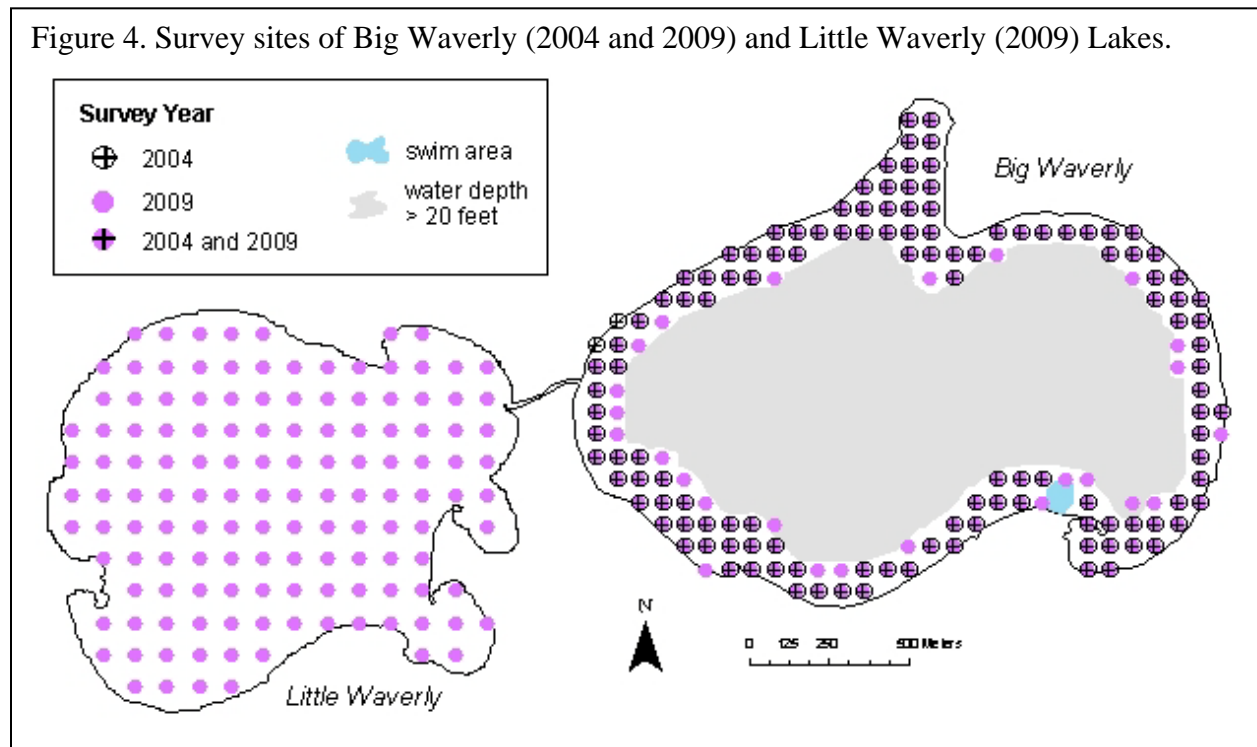 Figure 4. Survey sites of Big Waverly (2004 and 2009) and Little Waverly (2009) Lakes.
Survey Year
2004
2009
2004 and 2009
swim area
water depth
> 20 feet
Big Waverly
Little Waverly
N
0 125 250 500 Meters